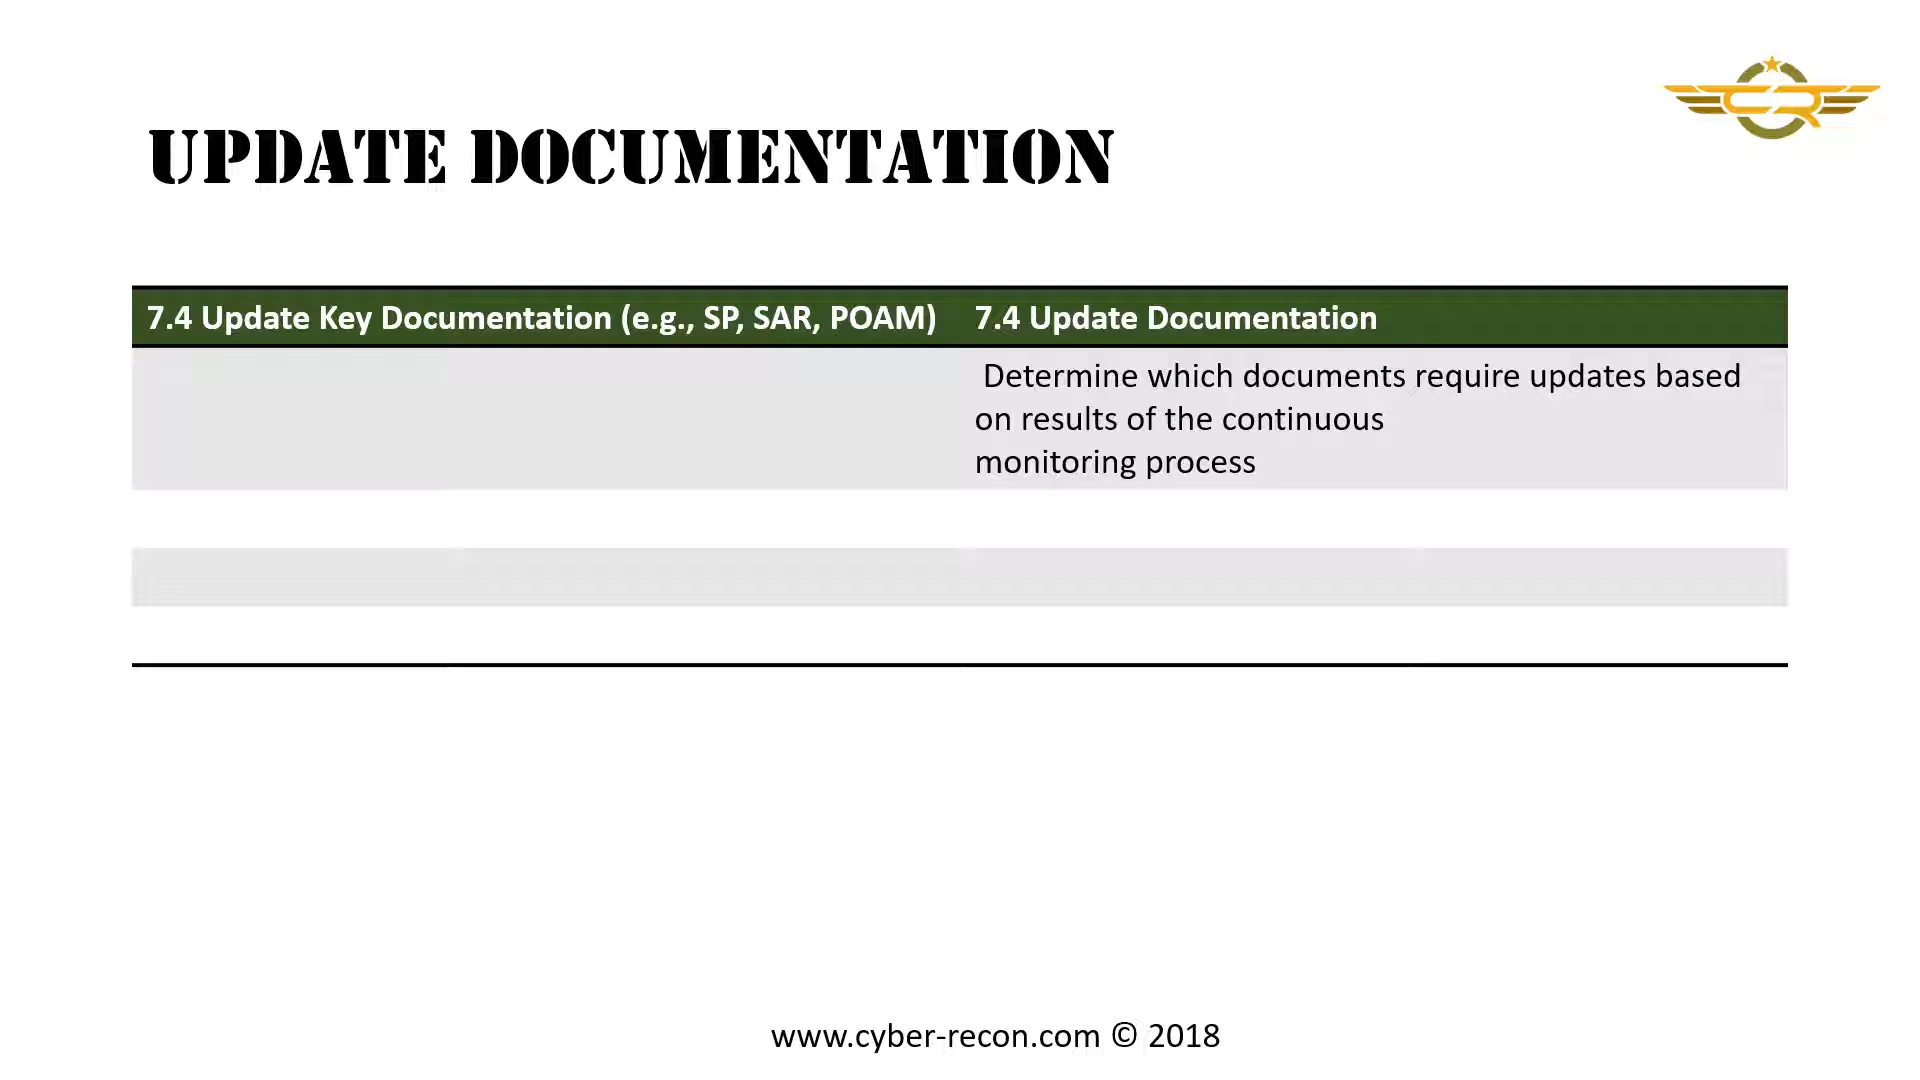 UPDATE DOCUMENTATION
7.4 Update Key Documentation (e.g., SP, SAR, POAM) 7.4 Update Documentation
Determine which documents require updates based
on results of the continuous
monitoring process
www.cyber-recon.com © 2018
CR